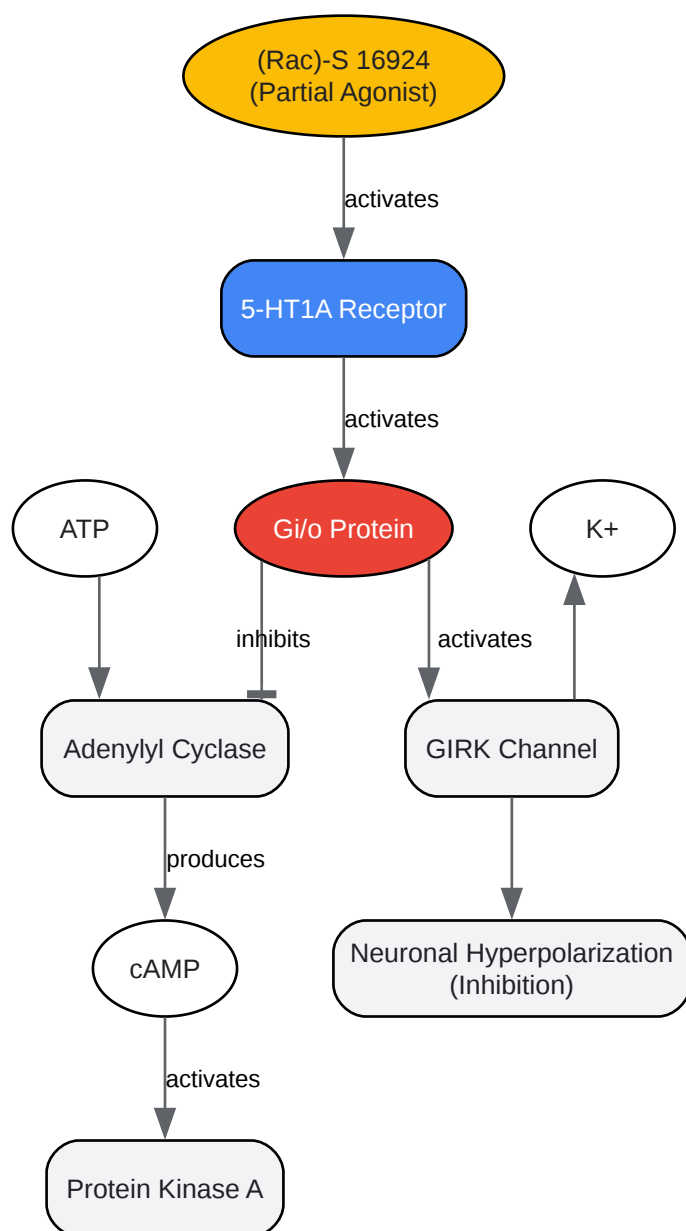 (Rac)-S 16924
(Partial Agonist)
activates
5-HT1A Receptor
activates
ATP
Gi/o Protein
K+
inhibits
activates
Adenylyl Cyclase
GIRK Channel
produces
cAMP
Neuronal Hyperpolarization
(Inhibition)
activates
Protein Kinase A